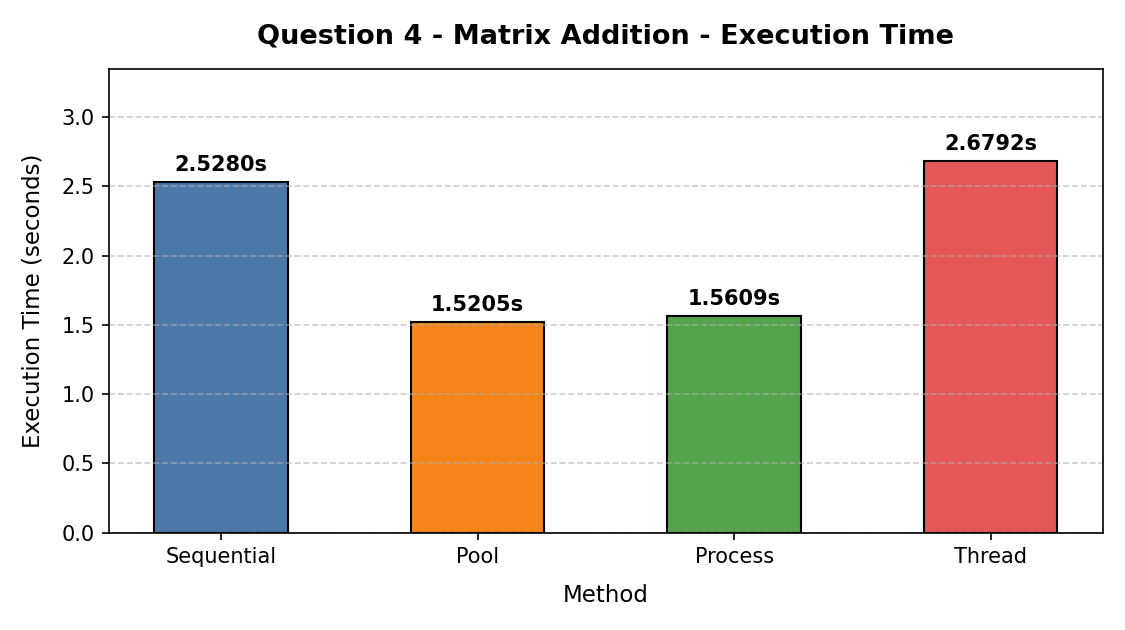 Question 4 - Matrix Addition - Execution Time
Execution Time (seconds)
3.0
2.5
2.0
1.5
1.0
0.5
0.0
2.5280s
1.5205s
1.5609s
2.6792s
Sequential
Pool
Process
Thread
Method